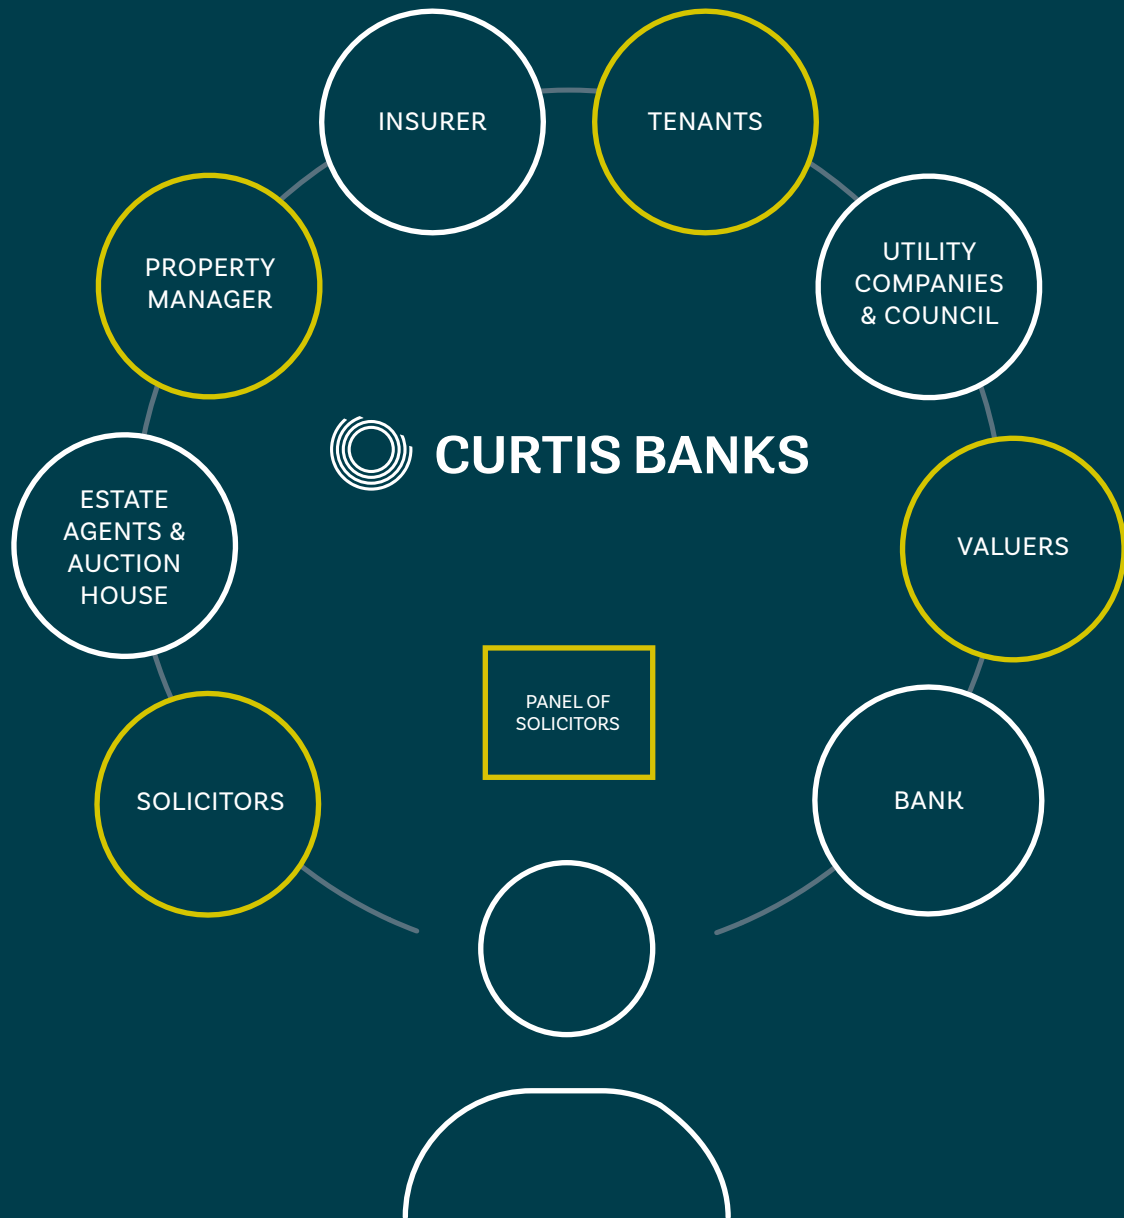 INSURER
TENANTS
PROPERTY
MANAGER
UTILITY
COMPANIES
& COUNCIL
CURTIS BANKS
ESTATE
AGENTS &
AUCTION
HOUSE
VALUERS
PANEL OF
SOLICITORS
SOLICITORS
BANK